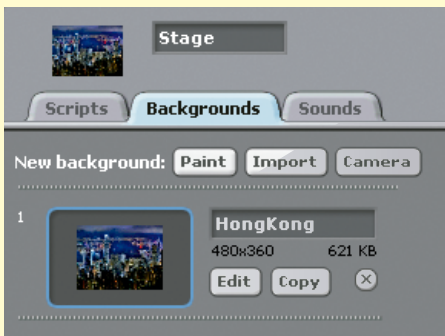 Stage
Scripts Backgrounds Sounds
New background: Paint Import Camera
1
HongKong
480x360 621 KB
Edit Copy